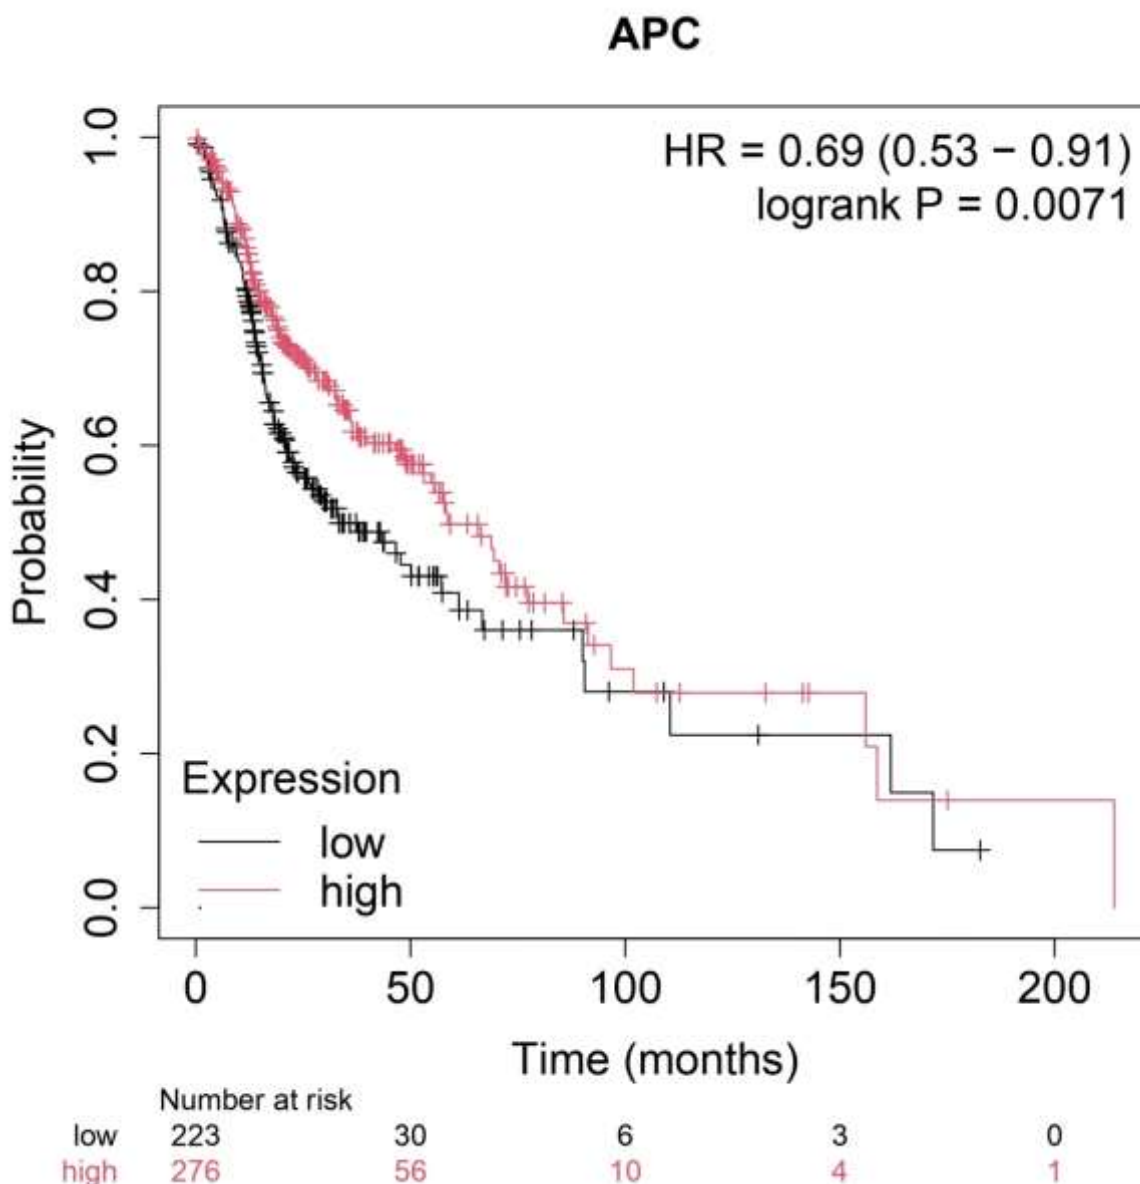 APC
HR = 0.69 (0.53 − 0.91)
logrank P = 0.0071
Probability
1.0
0.8
0.6
0.4
0.2
0.0
Expression
low
high
0 50 100 150 200
Time (months)
Number at risk
low 223 30 6 3 0
high 276 56 10 4 1